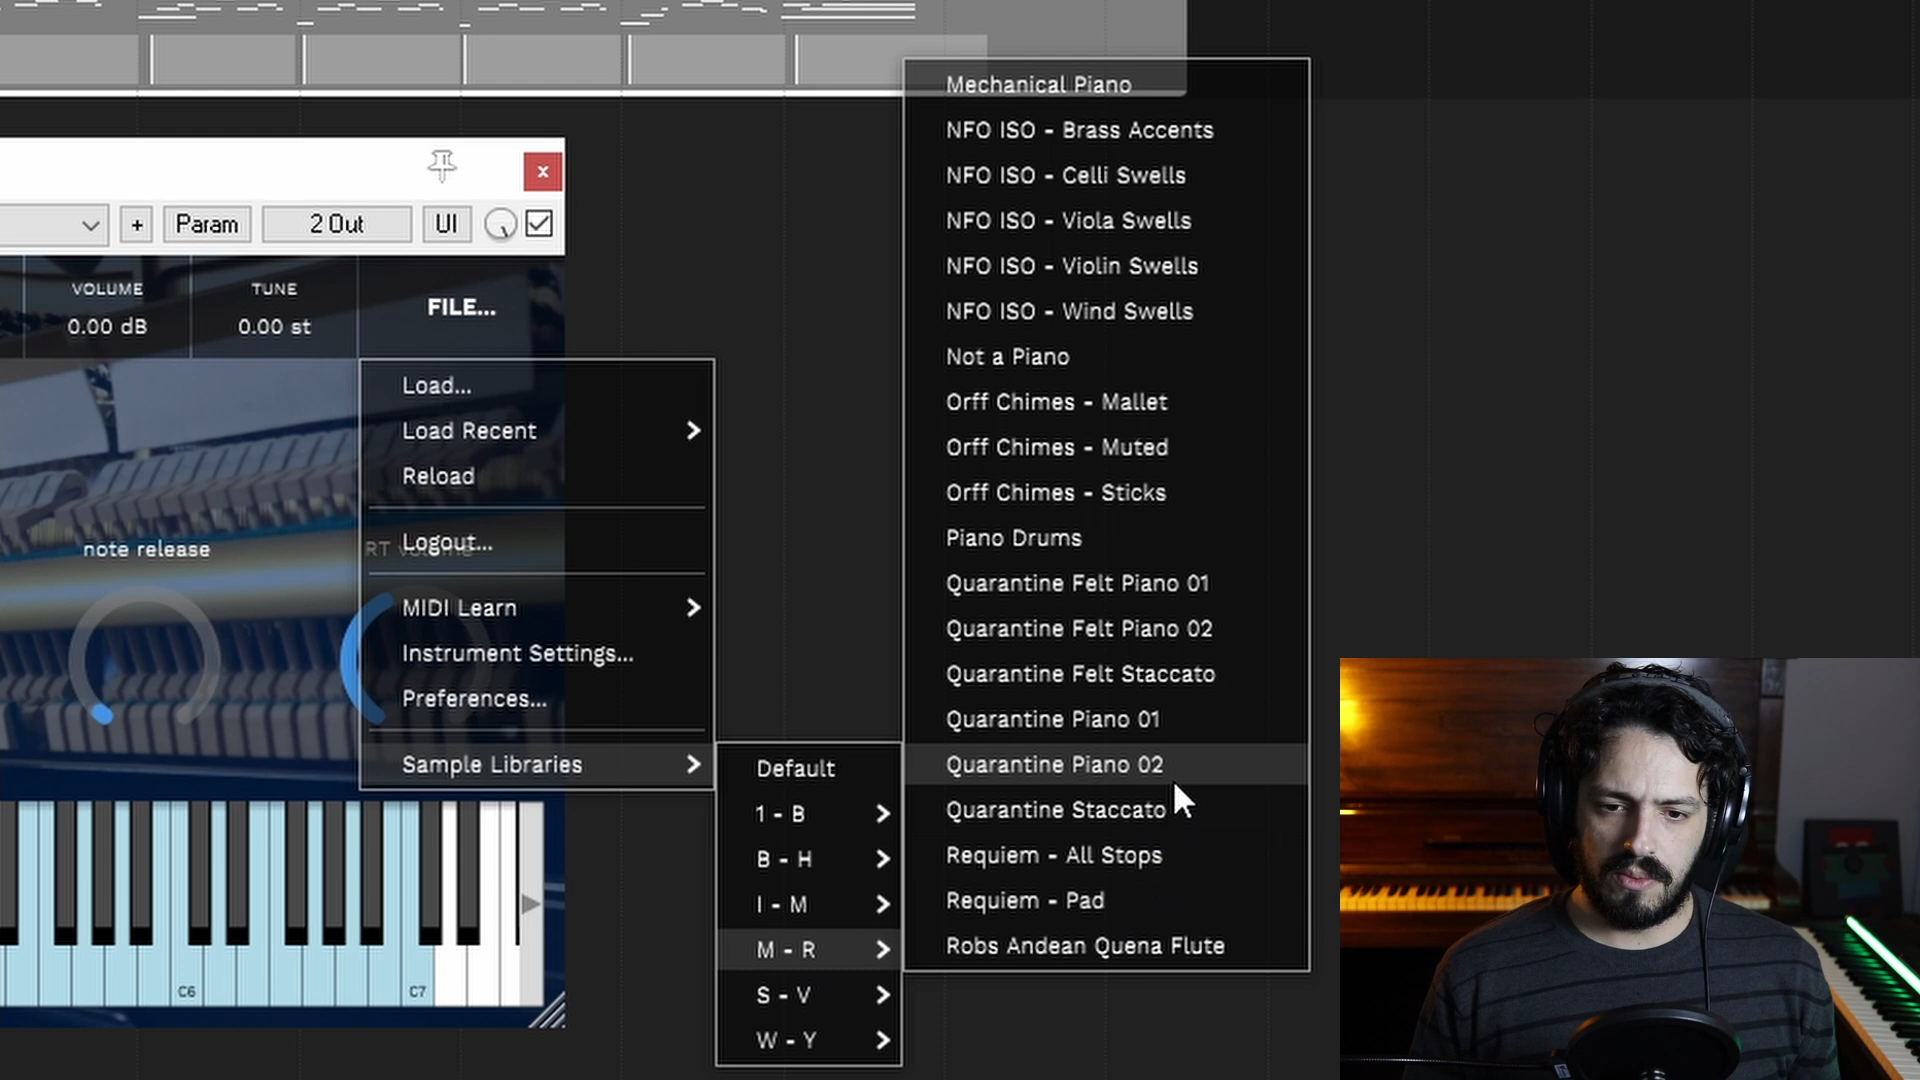 x
+
Param
2 Out
UI
VOLUME
0.00 dB
TUNE
0.00 st
FILE...
Load...
Load Recent
Reload
Logout...
MIDI Learn
Instrument Settings...
Preferences...
Sample Libraries
note release
RT volume
C6
C7
Default
1 - B
B - H
I - M
M - R
S - V
W - Y
Mechanical Piano
NFO ISO - Brass Accents
NFO ISO - Celli Swells
NFO ISO - Viola Swells
NFO ISO - Violin Swells
NFO ISO - Wind Swells
Not a Piano
Orff Chimes - Mallet
Orff Chimes - Muted
Orff Chimes - Sticks
Piano Drums
Quarantine Felt Piano 01
Quarantine Felt Piano 02
Quarantine Felt Staccato
Quarantine Piano 01
Quarantine Piano 02
Quarantine Staccato
Requiem - All Stops
Requiem - Pad
Robs Andean Quena Flute